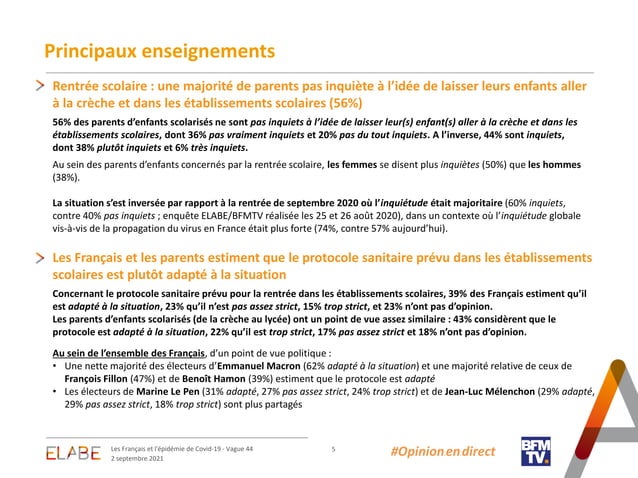 Principaux enseignements
Rentrée scolaire : une majorité de parents pas inquiète à l'idée de laisser leurs enfants aller
à la crèche et dans les établissements scolaires (56%)
56% des parents d'enfants scolarisés ne sont pas inquiets à l'idée de laisser leur(s) enfant(s) aller à la crèche et dans les
établissements scolaires, dont 36% pas vraiment inquiets et 20% pas du tout inquiets. A l'inverse, 44% sont inquiets,
dont 38% plutôt inquiets et 6% très inquiets.
Au sein des parents d'enfants concernés par la rentrée scolaire, les femmes se disent plus inquiètes (50%) que les hommes
(38%).
La situation s'est inversée par rapport à la rentrée de septembre 2020 où l'inquiétude était majoritaire (60% inquiets,
contre 40% pas inquiets ; enquête ELABE/BFMTV réalisée les 25 et 26 août 2020), dans un contexte où l'inquiétude globale
vis-à-vis de la propagation du virus en France était plus forte (74%, contre 57% aujourd'hui).
Les Français et les parents estiment que le protocole sanitaire prévu dans les établissements
scolaires est plutôt adapté à la situation
Concernant le protocole sanitaire prévu pour la rentrée dans les établissements scolaires, 39% des Français estiment qu'il
est adapté à la situation, 23% qu'il n'est pas assez strict, 15% trop strict, et 23% n'ont pas d'opinion.
Les parents d'enfants scolarisés (de la crèche au lycée) ont un point de vue assez similaire : 43% considèrent que le
protocole est adapté à la situation, 22% qu'il est trop strict, 17% pas assez strict et 18% n'ont pas d'opinion.
Au sein de l'ensemble des Français, d'un point de vue politique :
• Une nette majorité des électeurs d'Emmanuel Macron (62% adapté à la situation) et une majorité relative de ceux de
François Fillon (47%) et de Benoît Hamon (39%) estiment que le protocole est adapté
• Les électeurs de Marine Le Pen (31% adapté, 27% pas assez strict, 24% trop strict) et de Jean-Luc Mélenchon (29% adapté,
29% pas assez strict, 18% trop strict) sont plus partagés
ELABE
Les Français et l'épidémie de Covid-19 - Vague 44
2 septembre 2021
5
#Opinion en direct
BFM
TV.